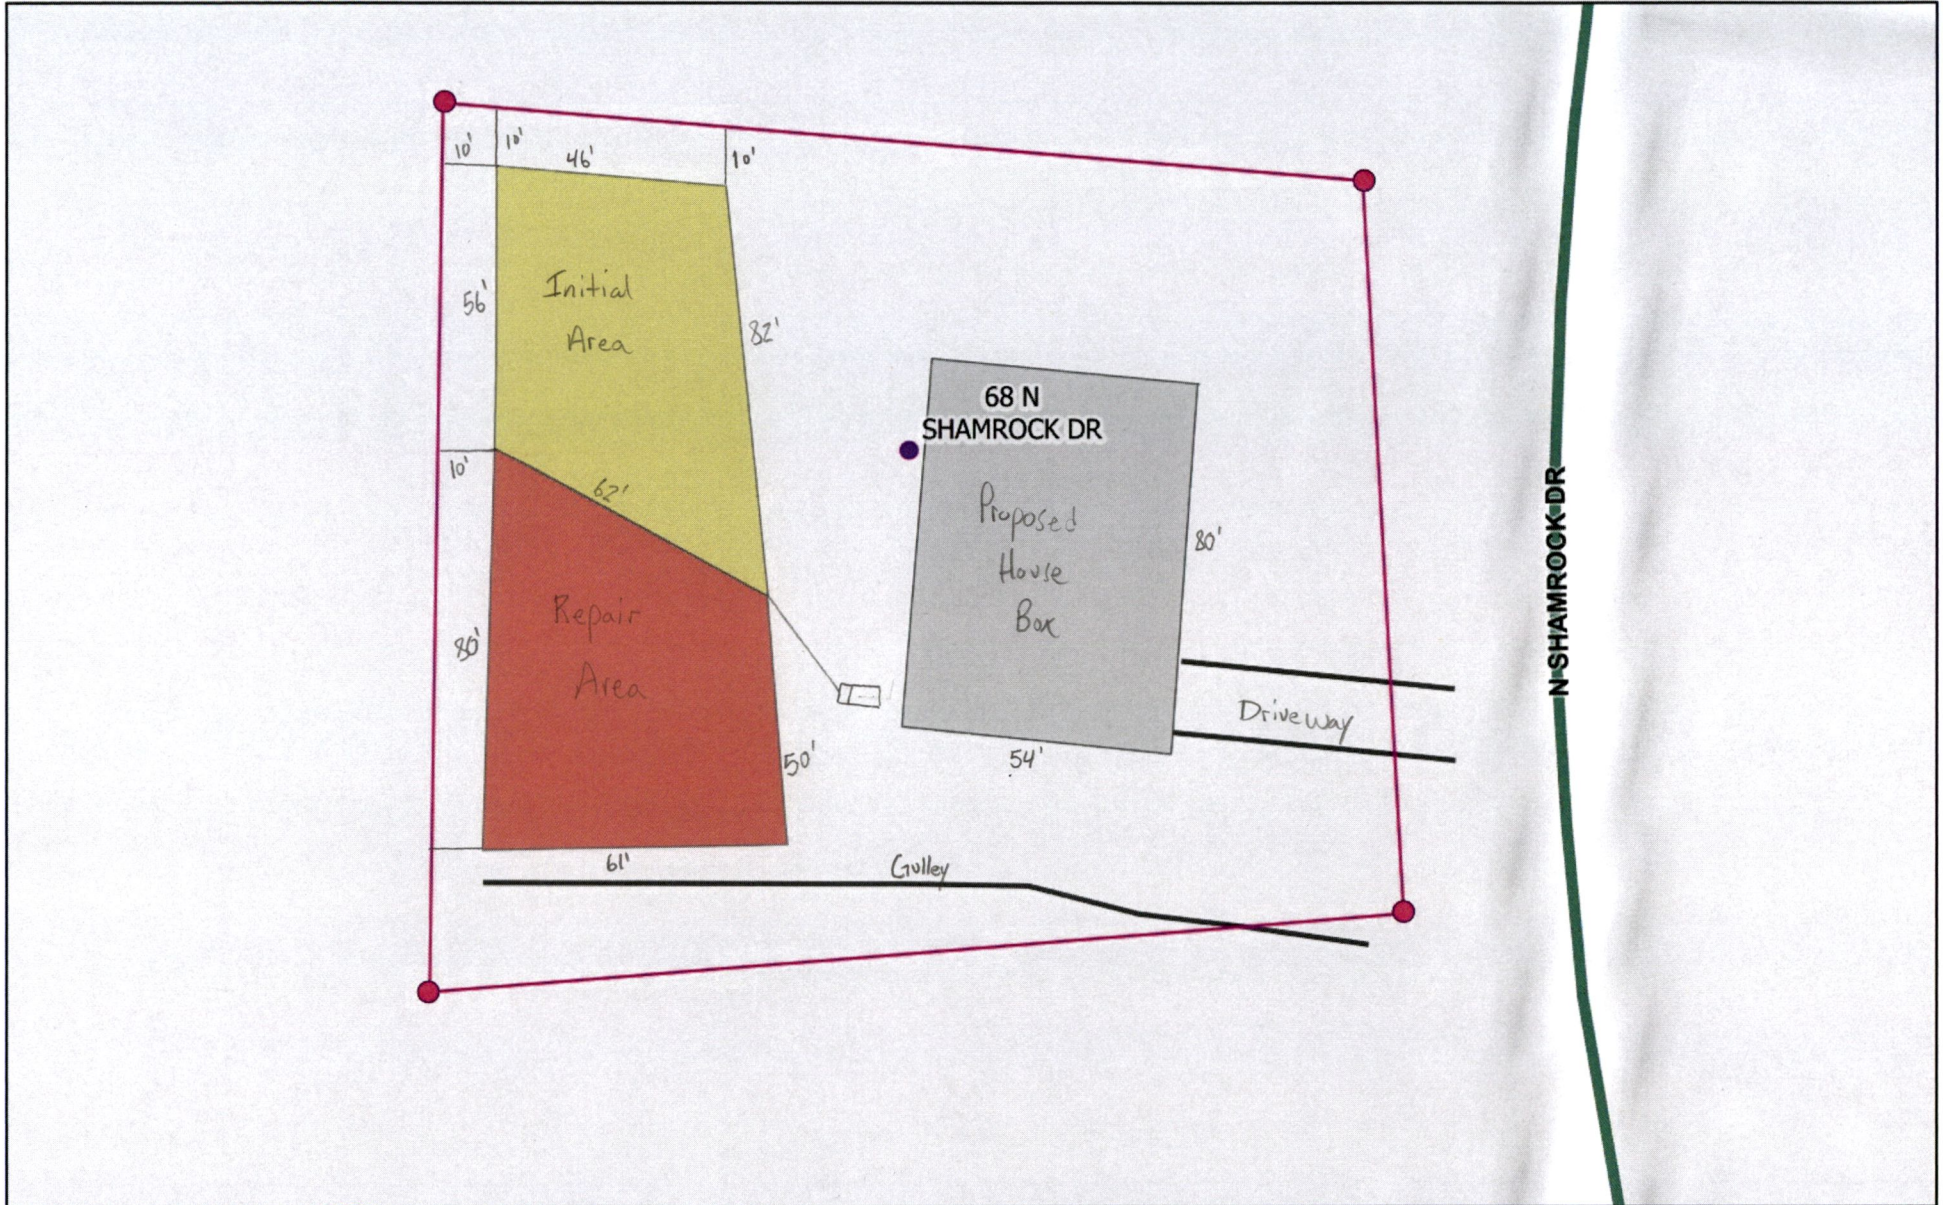 10'
10'
46'
10'
56'
Initial
Area
82'
68 N
SHAMROCK DR
10'
62'
Proposed
House
Box
80'
N SHAMROCK DR
Repair
Area
80'
50'
54'
Driveway
61'
Gulley